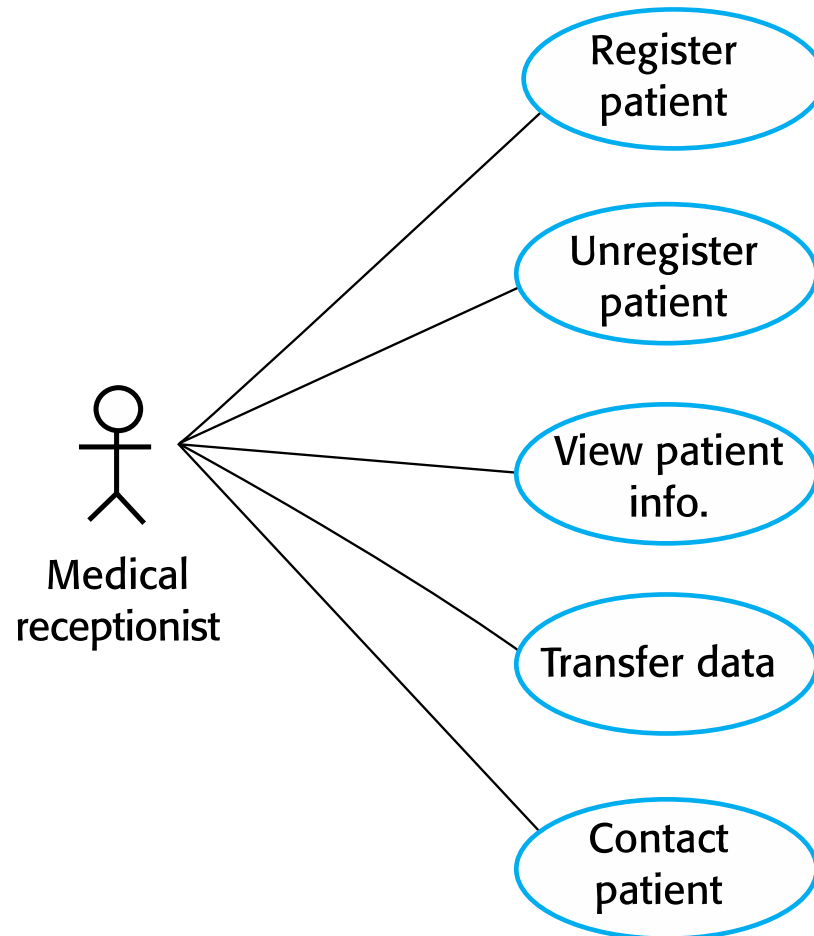 Register
patient
Unregister
patient
View patient
info.
Medical
receptionist
Transfer data
Contact
patient